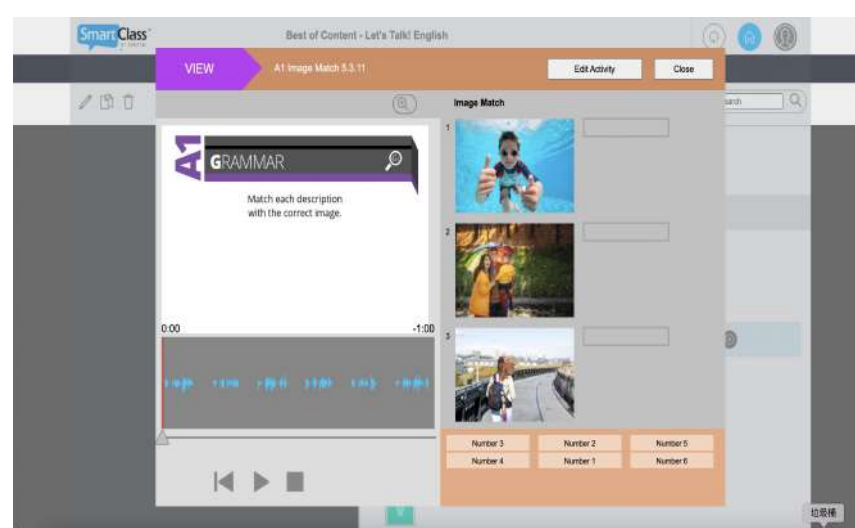 SmartClass
Best of Content - Let's Talk! English
VIEW
A1 Image Match 5.3.11
Edit Activity
Close
Image Match
A1
GRAMMAR
Match each description
with the correct image.
1
2
3
0:00
-1:00
Number 3
Number 2
Number 5
Number 4
Number 1
Number 6
垃圾桶